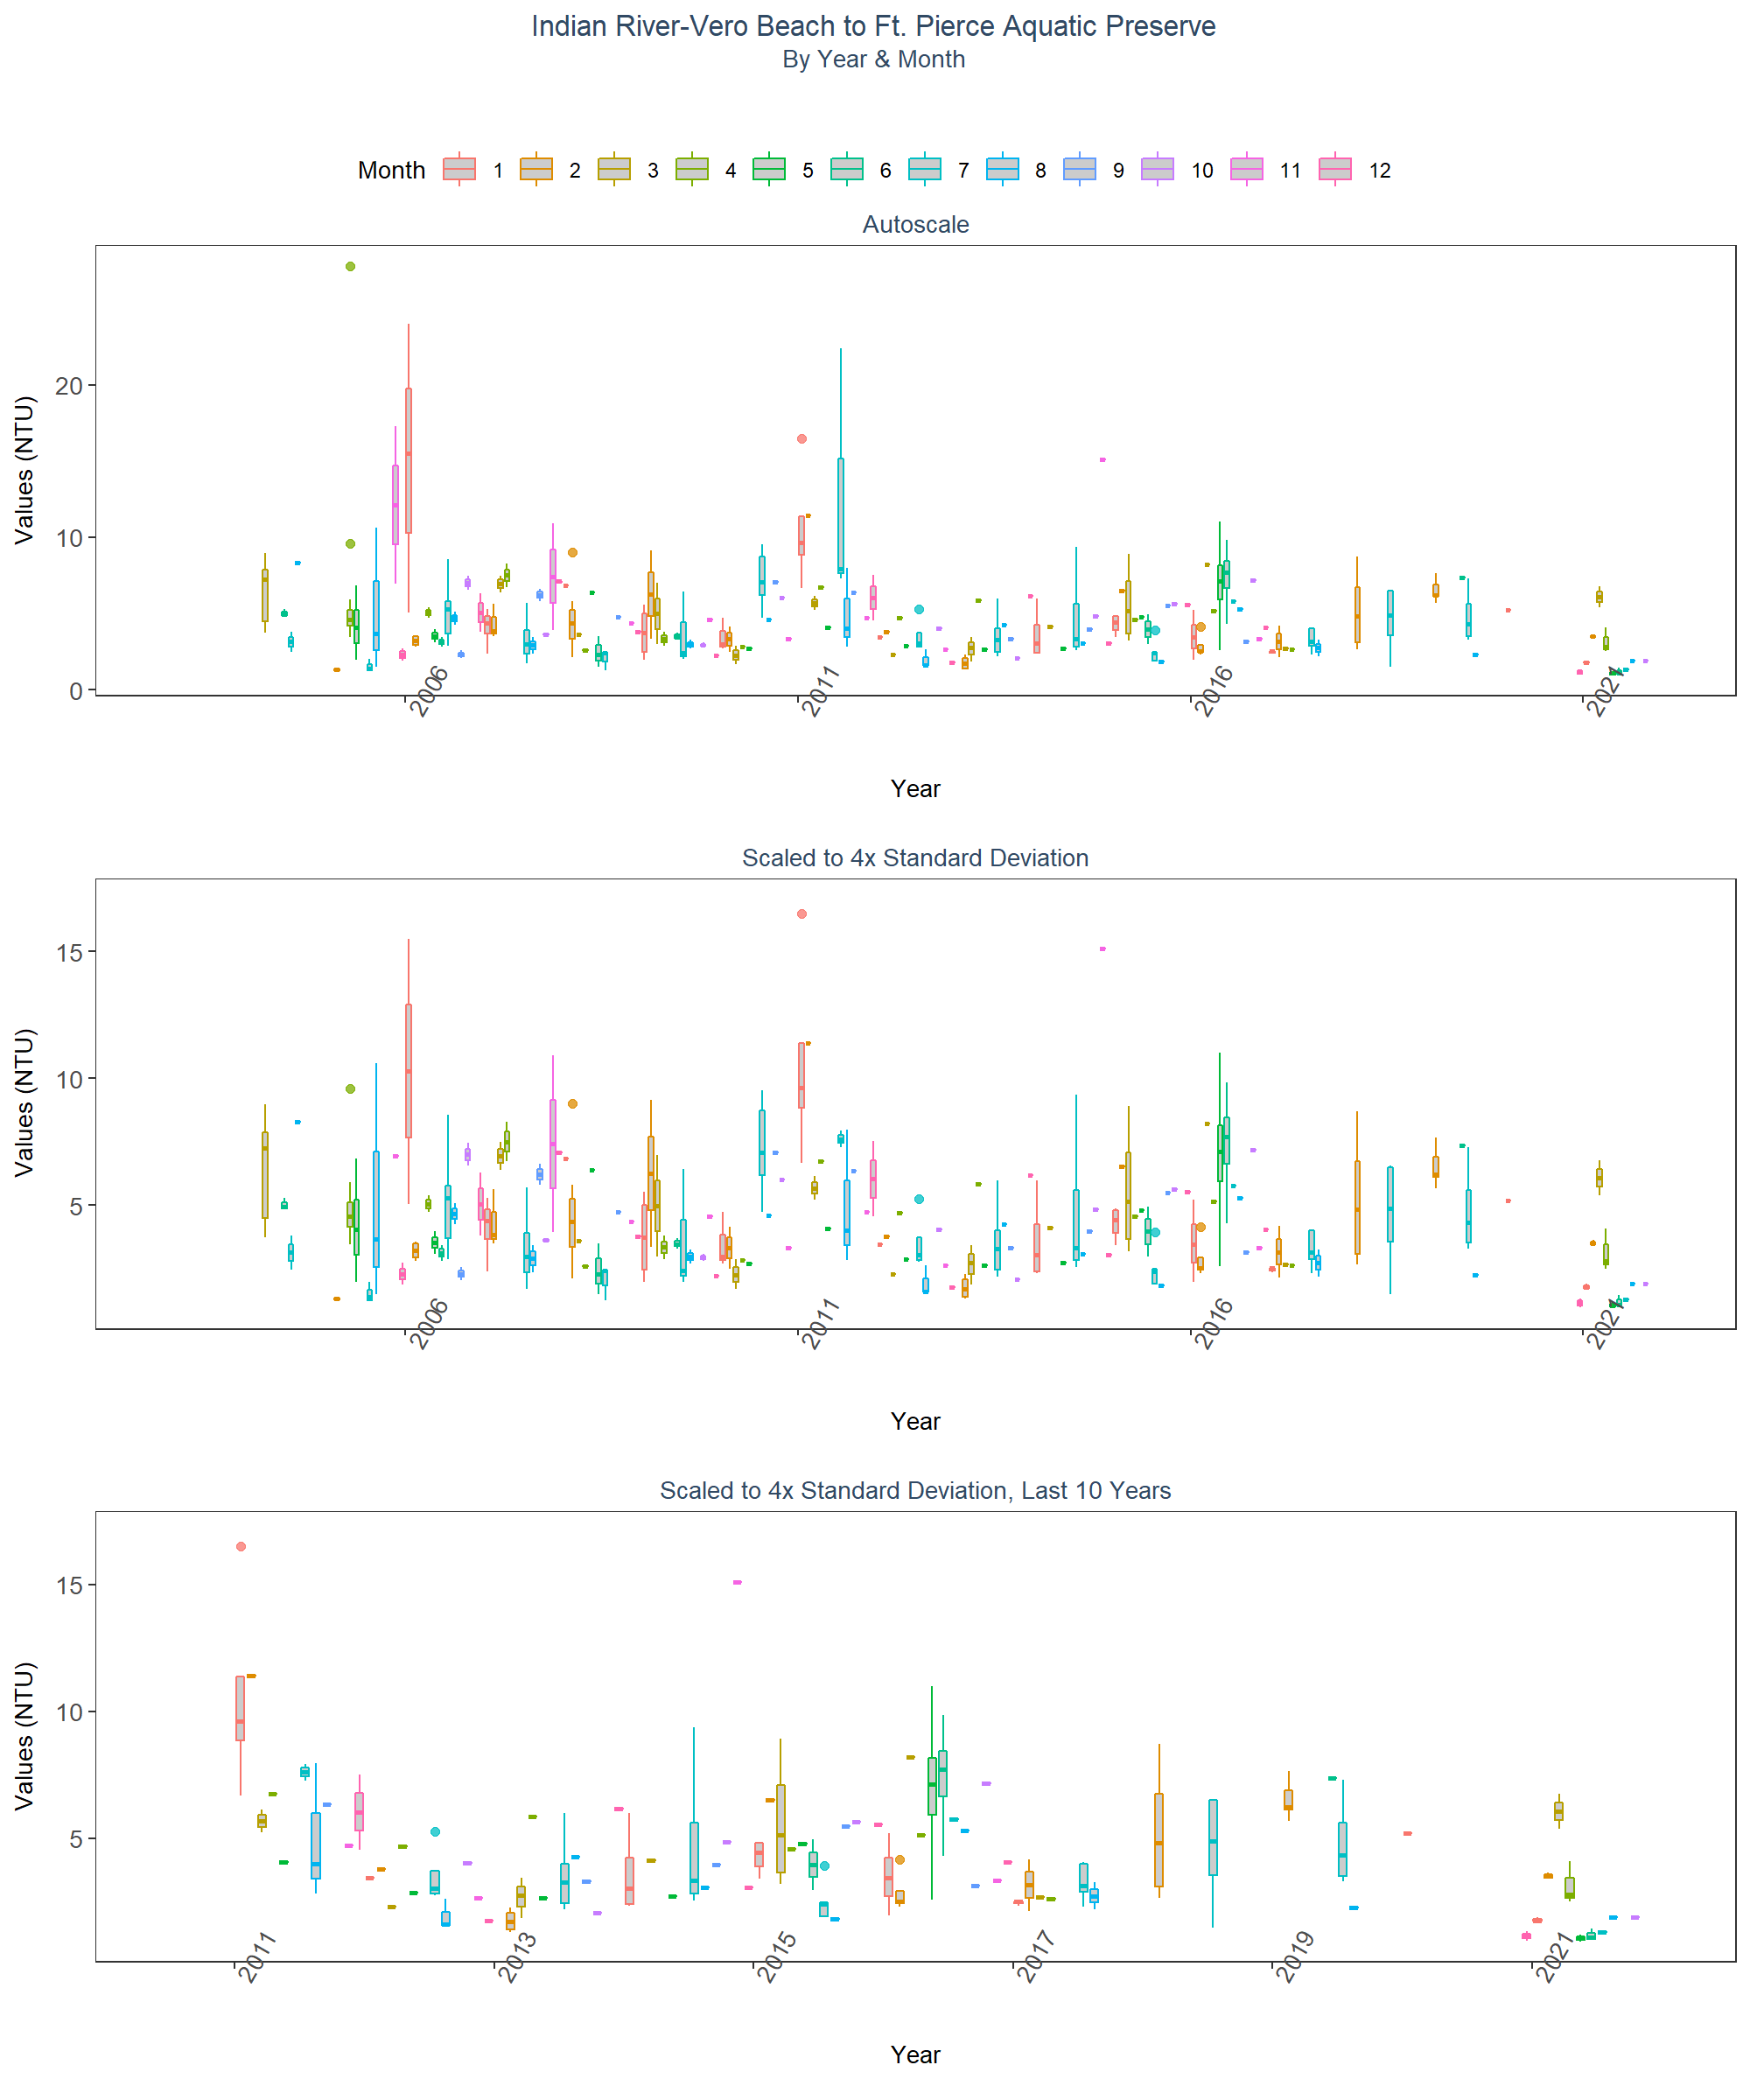 Indian River-Vero Beach to Ft. Pierce Aquatic Preserve
By Year & Month
Month 1 2 3 4 5 6 7 8 9 10 11 12
Autoscale
Values (NTU)
20
10
0
2006 2011 2016 2021
Year
Scaled to 4x Standard Deviation
Values (NTU)
15
10
5
2006 2011 2016 2021
Year
Scaled to 4x Standard Deviation, Last 10 Years
Values (NTU)
15
10
5
2011 2013 2015 2017 2019 2021
Year